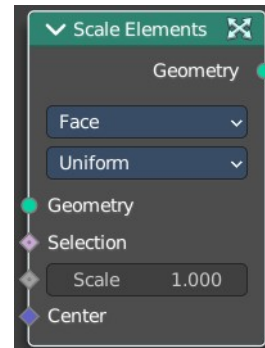 Scale Elements
Geometry
Face
Uniform
Geometry
Selection
Scale 1.000
Center